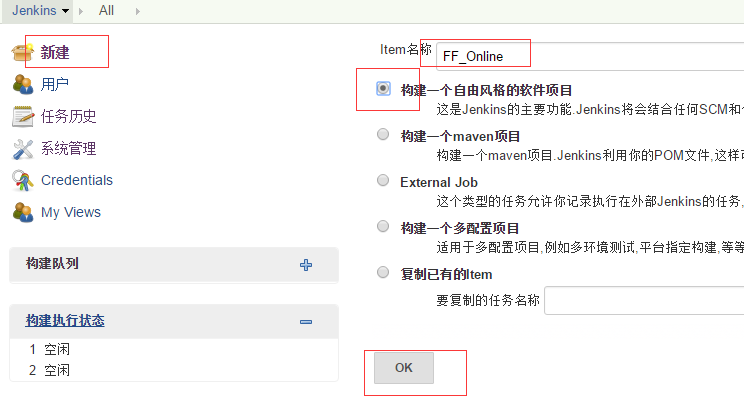 Jenkins All
新建
用户
任务历史
系统管理
Credentials
My Views
构建队列
构建执行状态
1 空闲
2 空闲
Item名称 FF_Online
构建一个自由风格的软件项目
这是Jenkins的主要功能.Jenkins将会结合任何SCM和
构建一个maven项目
构建一个maven项目.Jenkins利用你的POM文件,这样
External Job
这个类型的任务允许你记录执行在外部Jenkins的任务,
构建一个多配置项目
适用于多配置项目,例如多环境测试,平台指定构建,等等
复制已有的Item
要复制的任务名称
OK